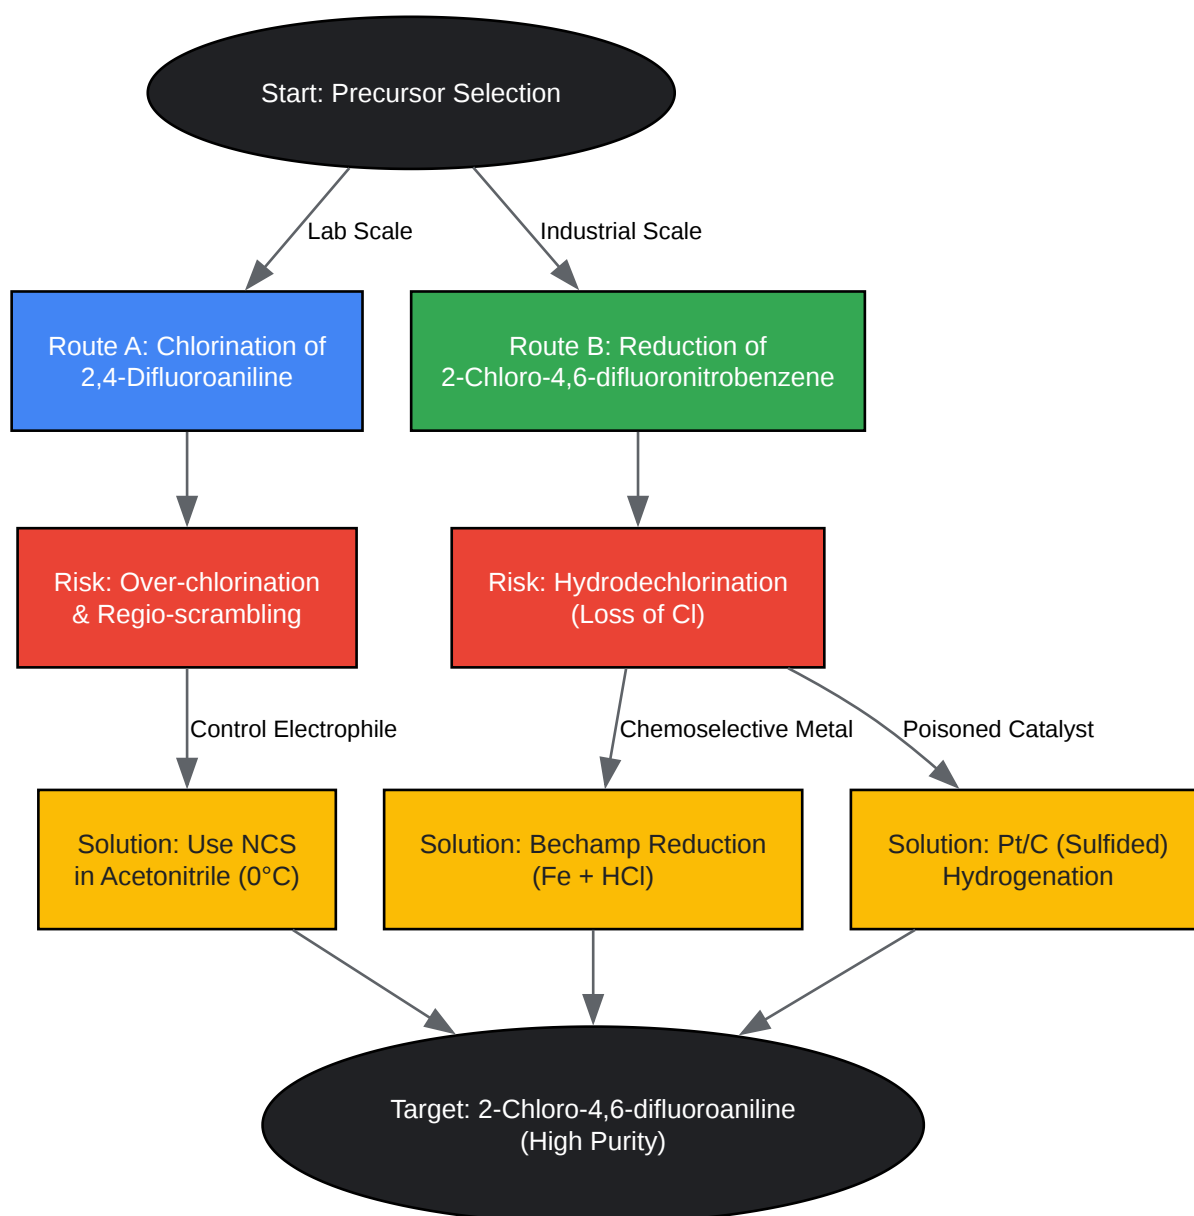 Start: Precursor Selection
Lab Scale
Industrial Scale
Route A: Chlorination of
2,4-Difluoroaniline
Route B: Reduction of
2-Chloro-4,6-difluoronitrobenzene
Risk: Over-chlorination
& Regio-scrambling
Risk: Hydrodechlorination
(Loss of Cl)
Control Electrophile
Chemoselective Metal
Poisoned Catalyst
Solution: Use NCS
in Acetonitrile (0°C)
Solution: Bechamp Reduction
(Fe + HCl)
Solution: Pt/C (Sulfided)
Hydrogenation
Target: 2-Chloro-4,6-difluoroaniline
(High Purity)